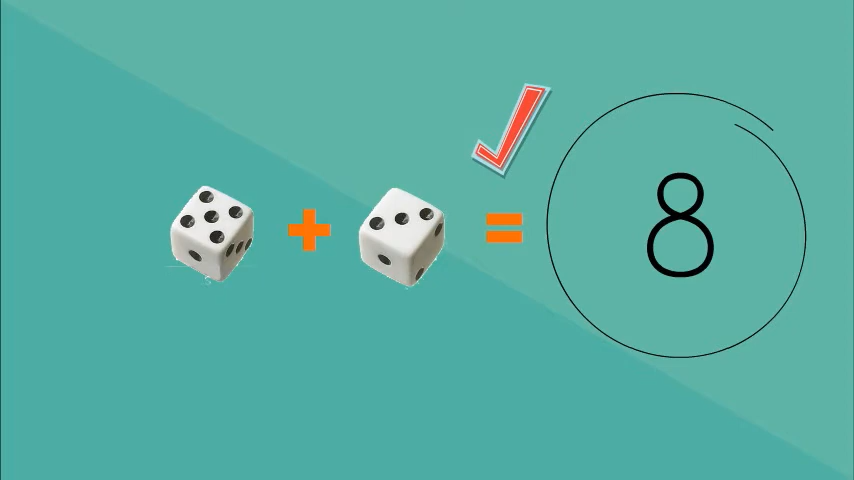 + = 8